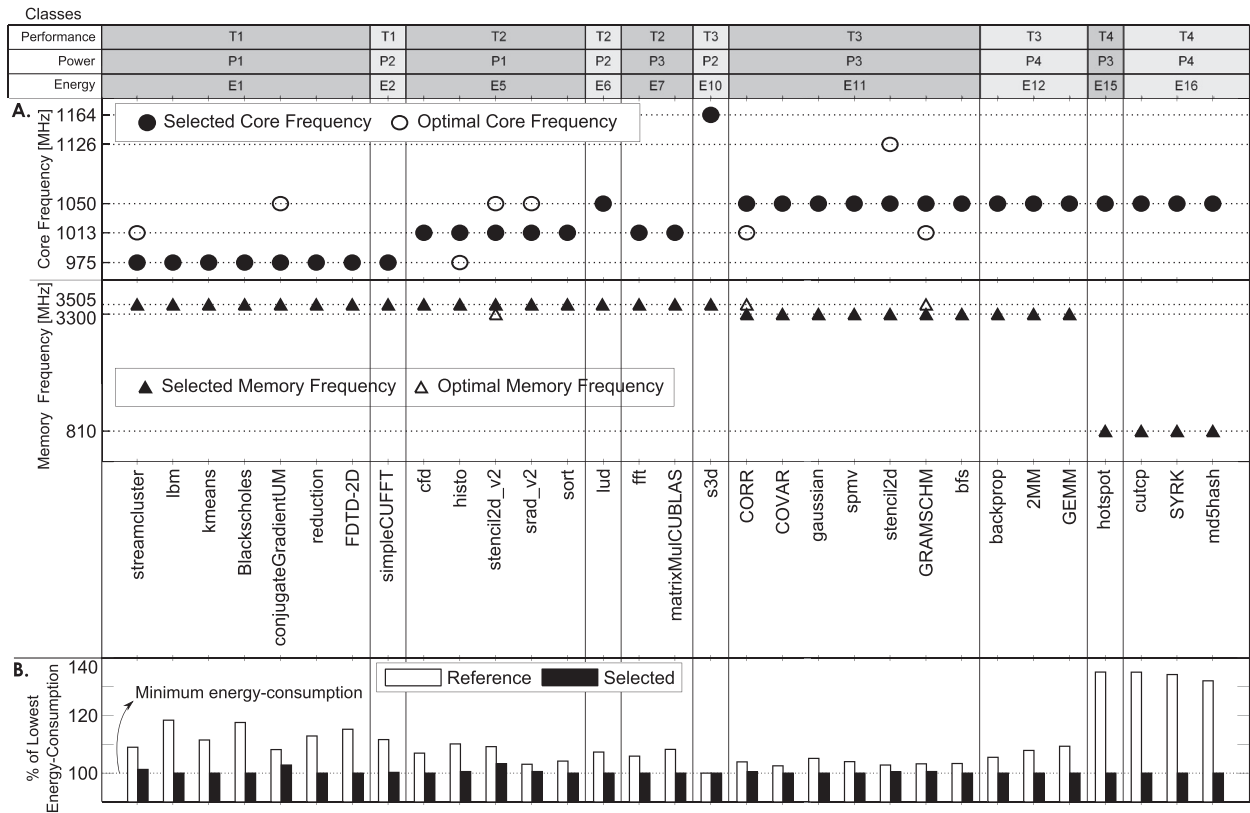 Classes
Performance T1 T1 T2 T2 T2 T3 T3 T3 T4 T4
Power P1 P2 P1 P2 P3 P2 P3 P4 P3 P4
Energy E1 E2 E5 E6 E7 E10 E11 E12 E15 E16
A.
Core Frequency [MHz]
1164
1126
1050
1013
975
Selected Core Frequency Optimal Core Frequency
Memory Frequency [MHz]
3505
3300
810
Selected Memory Frequency Optimal Memory Frequency
streamcluster
lbm
kmeans
Blackscholes
conjugateGradientUM
reduction
FDTD-2D
simpleCUFFT
cfd
histo
stencil2d_v2
srad_v2
sort
lud
fft
matrixMulCUBLAS
s3d
CORR
COVAR
gaussian
spmv
stencil2d
GRAMSCHM
bfs
backprop
2MM
GEMM
hotspot
cutcp
SYRK
md5hash
B.
% of Lowest
Energy-Consumption
140
120
100
Minimum energy-consumption
Reference Selected